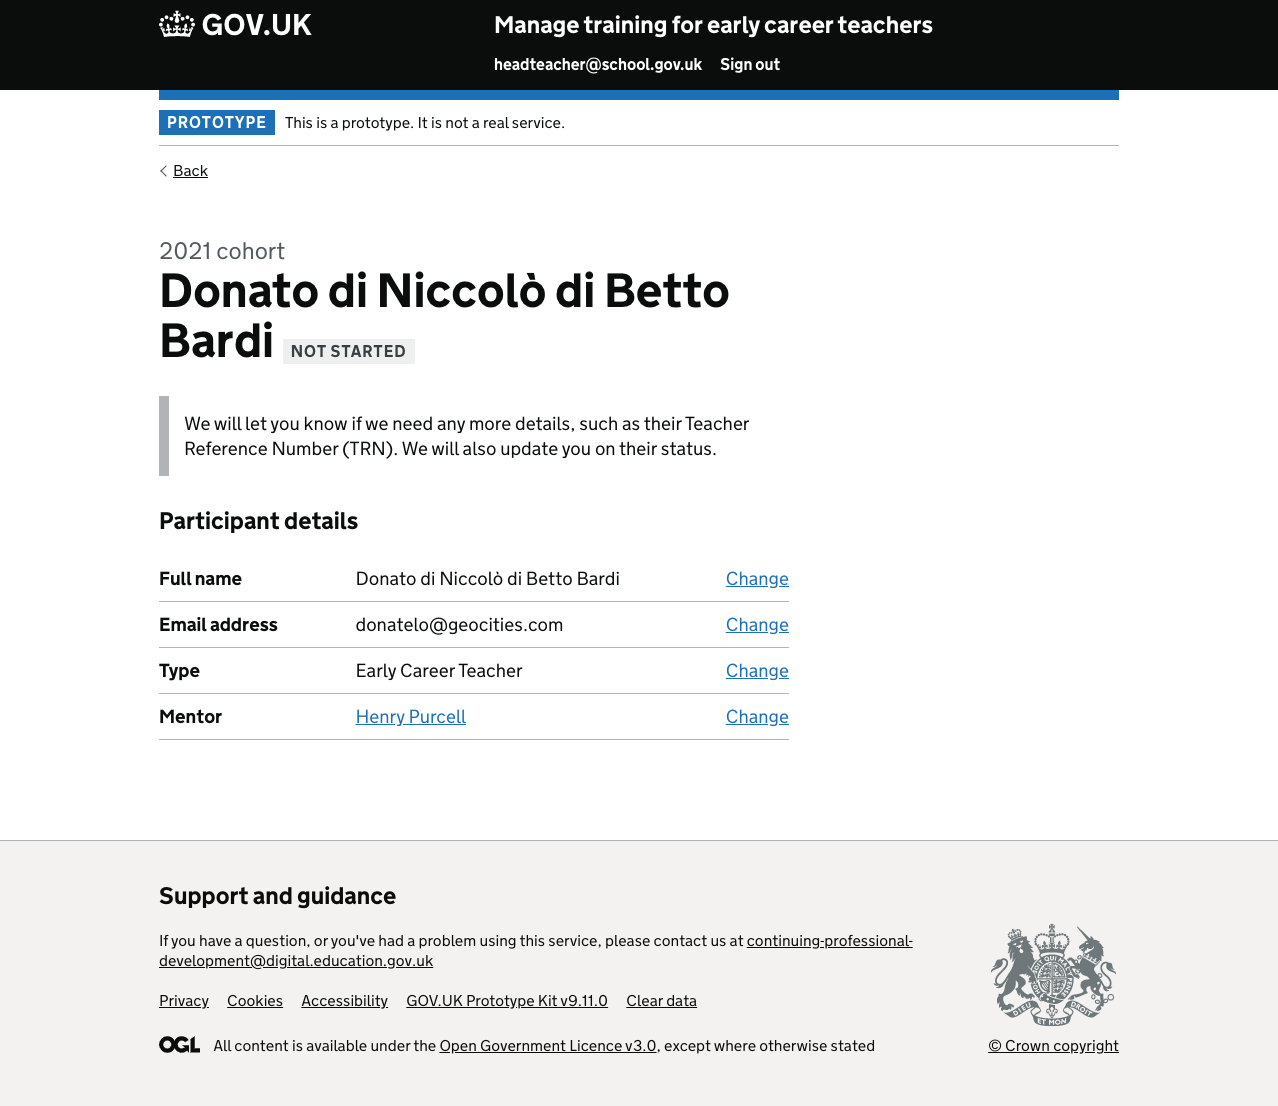 GOV.UK
Manage training for early career teachers
headteacher@school.gov.uk Sign out
PROTOTYPE This is a prototype. It is not a real service.
Back
2021 cohort
Donato di Niccolò di Betto
Bardi NOT STARTED
We will let you know if we need any more details, such as their Teacher
Reference Number (TRN). We will also update you on their status.
Participant details
Full name Donato di Niccolò di Betto Bardi Change
Email address donatelo@geocities.com Change
Type Early Career Teacher Change
Mentor Henry Purcell Change
Support and guidance
If you have a question, or you've had a problem using this service, please contact us at continuing-professional-
development@digital.education.gov.uk
Privacy Cookies Accessibility GOV.UK Prototype Kit v9.11.0 Clear data
OGL All content is available under the Open Government Licence v3.0, except where otherwise stated
© Crown copyright